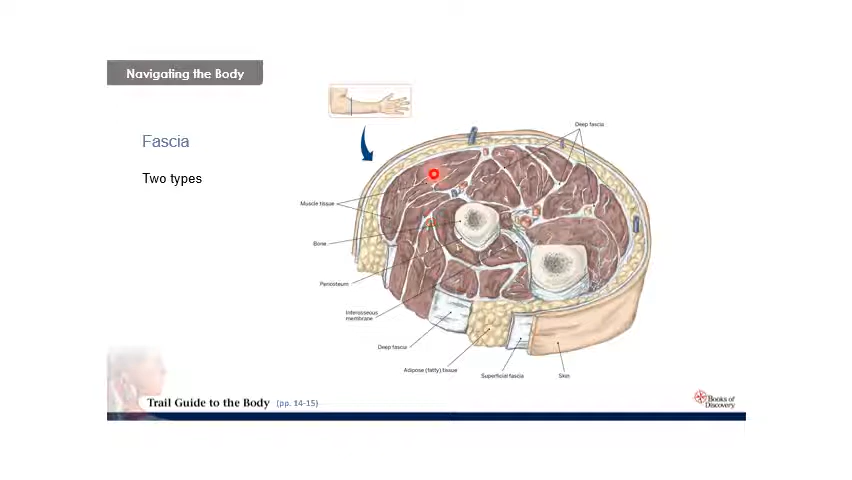 Navigating the Body
Fascia
Two types
Deep fascia
Muscle tissue
Bone
Periosteum
Interosseous
membrane
Deep fascia
Adipose (fatty) tissue
Superficial fascia
Skin
Trail Guide to the Body (pp. 14-15)
Books of
Discovery